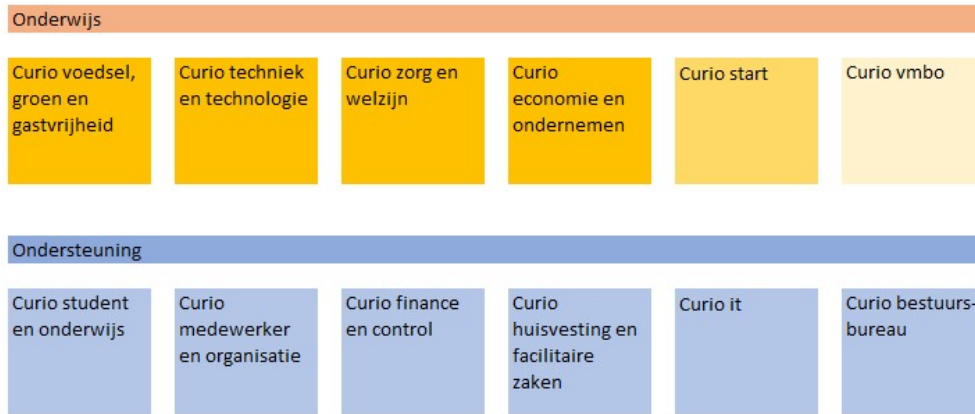 Onderwijs
Curio voedsel,
groen en
gastvrijheid
Curio techniek
en technologie
Curio zorg en
welzijn
Curio
economie en
ondernemen
Curio start
Curio vmbo
Ondersteuning
Curio student
en onderwijs
Curio
medewerker
en organisatie
Curio finance
en control
Curio
huisvesting en
facilitaire
zaken
Curio it
Curio bestuurs-
bureau